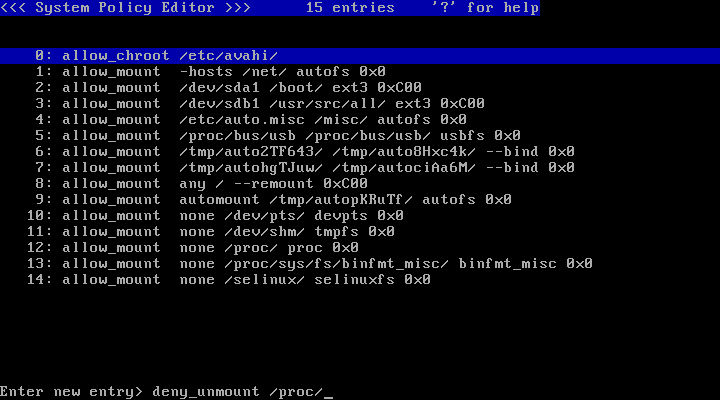 <<< System Policy Editor >>>      15 entries    '?' for help
0: allow_chroot /etc/avahi/
1: allow_mount  -hosts /net/ autofs 0x0
2: allow_mount  /dev/sda1 /boot/ ext3 0xC00
3: allow_mount  /dev/sdb1 /usr/src/all/ ext3 0xC00
4: allow_mount  /etc/auto.misc /misc/ autofs 0x0
5: allow_mount  /proc/bus/usb /proc/bus/usb/ usbfs 0x0
6: allow_mount  /tmp/auto2TF643/ /tmp/auto8Hxc4k/ --bind 0x0
7: allow_mount  /tmp/autohgTJuw/ /tmp/autociAa6M/ --bind 0x0
8: allow_mount  any / --remount 0xC00
9: allow_mount  automount /tmp/autopKRuTf/ autofs 0x0
10: allow_mount  none /dev/pts/ devpts 0x0
11: allow_mount  none /dev/shm/ tmpfs 0x0
12: allow_mount  none /proc/ proc 0x0
13: allow_mount  none /proc/sys/fs/binfmt_misc/ binfmt_misc 0x0
14: allow_mount  none /selinux/ selinuxfs 0x0
Enter new entry> deny_unmount /proc/_